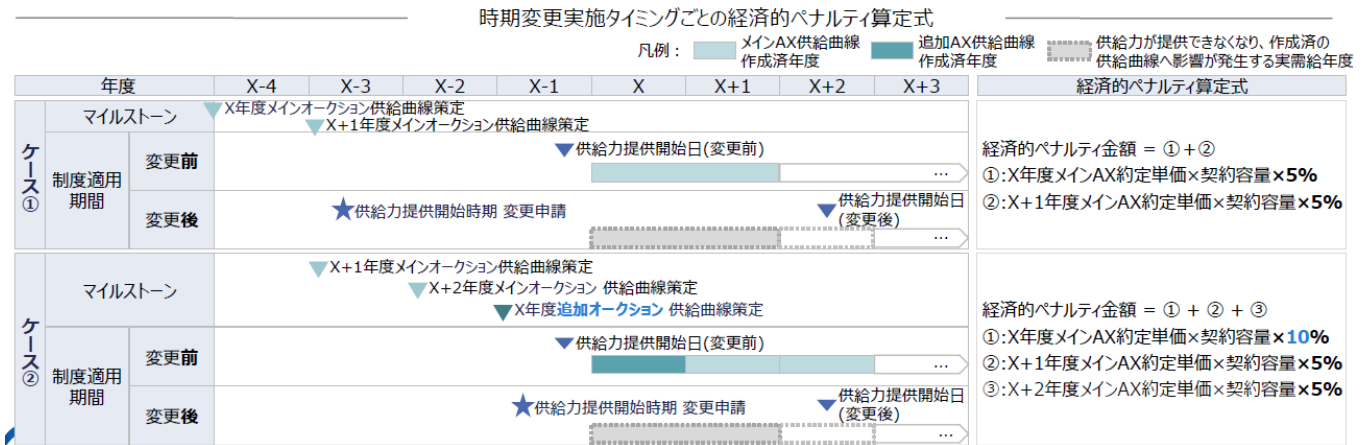 時期変更実施タイミングごとの経済的ペナルティ算定式
凡例：
メインAX供給曲線
作成済年度
追加AX供給曲線
作成済年度
供給力が提供できなくなり、作成済の
供給曲線へ影響が発生する実需給年度
年度 X-4 X-3 X-2 X-1 X X+1 X+2 X+3 経済的ペナルティ算定式
ケース①
マイルストーン
X年度メインオークション供給曲線策定
X+1年度メインオークション供給曲線策定
制度適用
期間
変更前
供給力提供開始日(変更前)
…
変更後
供給力提供開始時期 変更申請
供給力提供開始日
(変更後)
…
経済的ペナルティ金額 = ①+②
①:X年度メインAX約定単価×契約容量×5%
②:X+1年度メインAX約定単価×契約容量×5%
ケース②
マイルストーン
X+1年度メインオークション供給曲線策定
X+2年度メインオークション 供給曲線策定
X年度追加オークション 供給曲線策定
制度適用
期間
変更前
供給力提供開始日(変更前)
…
変更後
供給力提供開始時期 変更申請
供給力提供開始日
(変更後)
…
経済的ペナルティ金額 = ① + ② + ③
①:X年度メインAX約定単価×契約容量×10%
②:X+1年度メインAX約定単価×契約容量×5%
③:X+2年度メインAX約定単価×契約容量×5%